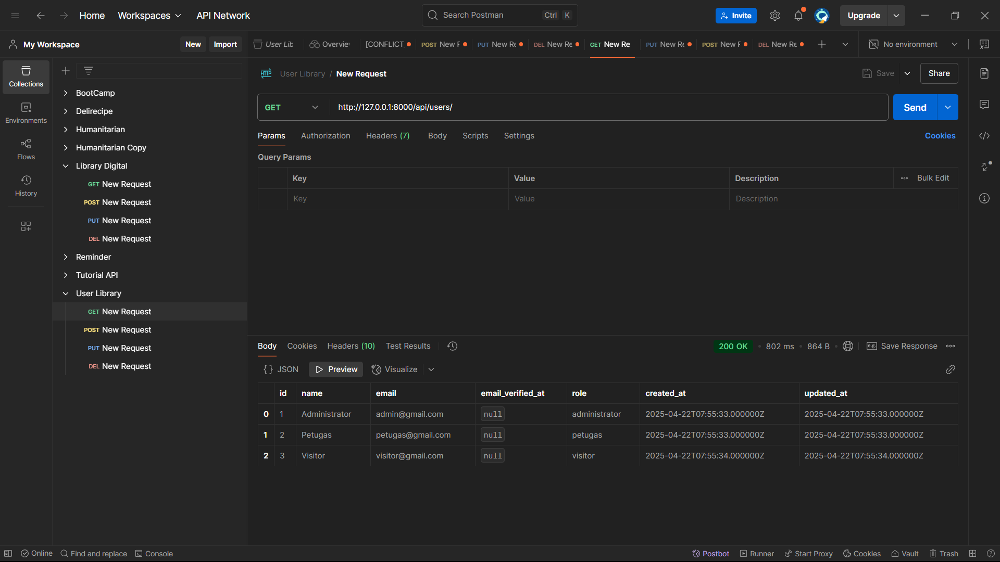 Home Workspaces API Network Search Postman Ctrl K Invite Upgrade
My Workspace New Import User Lib Overvie [CONFLICT POST New F PUT New Re DEL New Re GET New Re PUT New Re POST New F DEL New Re No environment
Collections
Environments
Flows
History
BootCamp
Delirecipe
Humanitarian
Humanitarian Copy
Library Digital
GET New Request
POST New Request
PUT New Request
DEL New Request
Reminder
Tutorial API
User Library
GET New Request
POST New Request
PUT New Request
DEL New Request
HTTP User Library / New Request Save Share
GET http://127.0.0.1:8000/api/users/ Send
Params Authorization Headers (7) Body Scripts Settings Cookies
Query Params
Key Value Description Bulk Edit
Key Value Description
Body Cookies Headers (10) Test Results 200 OK 802 ms 864 B e.g. Save Response
{} JSON Preview Visualize
id name email email_verified_at role created_at updated_at
0 1 Administrator admin@gmail.com null administrator 2025-04-22T07:55:33.000000Z 2025-04-22T07:55:33.000000Z
1 2 Petugas petugas@gmail.com null petugas 2025-04-22T07:55:33.000000Z 2025-04-22T07:55:33.000000Z
2 3 Visitor visitor@gmail.com null visitor 2025-04-22T07:55:34.000000Z 2025-04-22T07:55:34.000000Z
Online Find and replace Console Postbot Runner Start Proxy Cookies Vault Trash